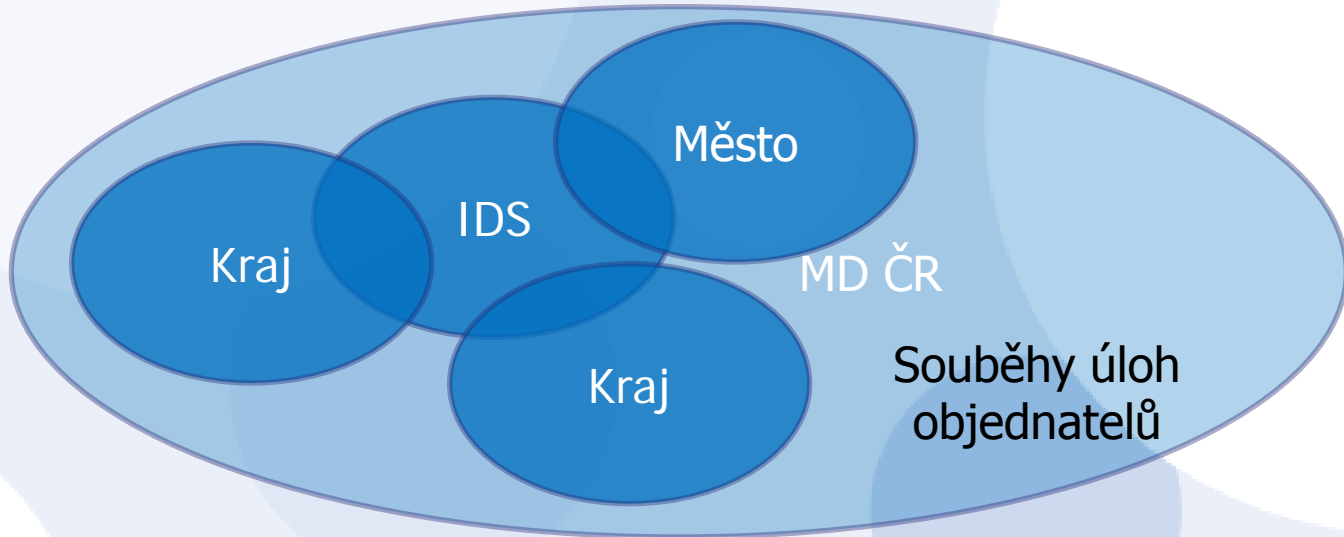 Město
IDS
Kraj
MD ČR
Kraj
Souběhy úloh
objednatelů